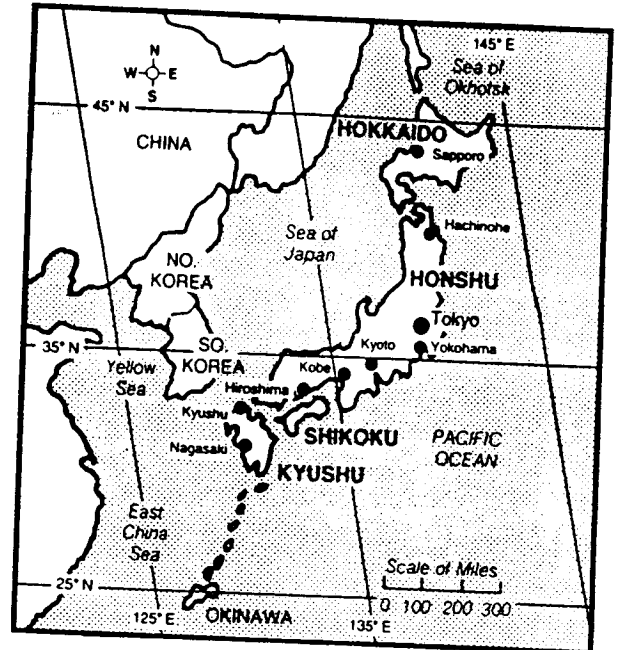 145° E
N
W E
S
Sea of
Okhotsk
45° N
HOKKAIDO
CHINA
Sapporo
Sea of
Japan
Hachinohe
NO.
KOREA
HONSHU
Tokyo
SO.
KOREA
35° N
Kyoto
Yokohama
Yellow
Sea
Kobe
Hiroshima
Kyushu
SHIKOKU
PACIFIC
OCEAN
Nagasaki
KYUSHU
East
China
Sea
Scale of Miles
0 100 200 300
25° N
OKINAWA
125° E
135° E